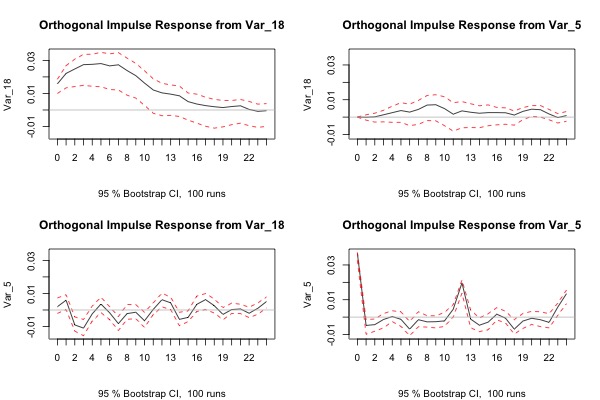 Orthogonal Impulse Response from Var_18
Var_18
-0.01 0.01 0.03
0 2 4 6 8 10 13 16 19 22
95 % Bootstrap CI, 100 runs
Orthogonal Impulse Response from Var_5
Var_18
-0.01 0.01 0.03
0 2 4 6 8 10 13 16 19 22
95 % Bootstrap CI, 100 runs
Orthogonal Impulse Response from Var_18
Var_5
-0.01 0.01 0.03
0 2 4 6 8 10 13 16 19 22
95 % Bootstrap CI, 100 runs
Orthogonal Impulse Response from Var_5
Var_5
-0.01 0.01 0.03
0 2 4 6 8 10 13 16 19 22
95 % Bootstrap CI, 100 runs